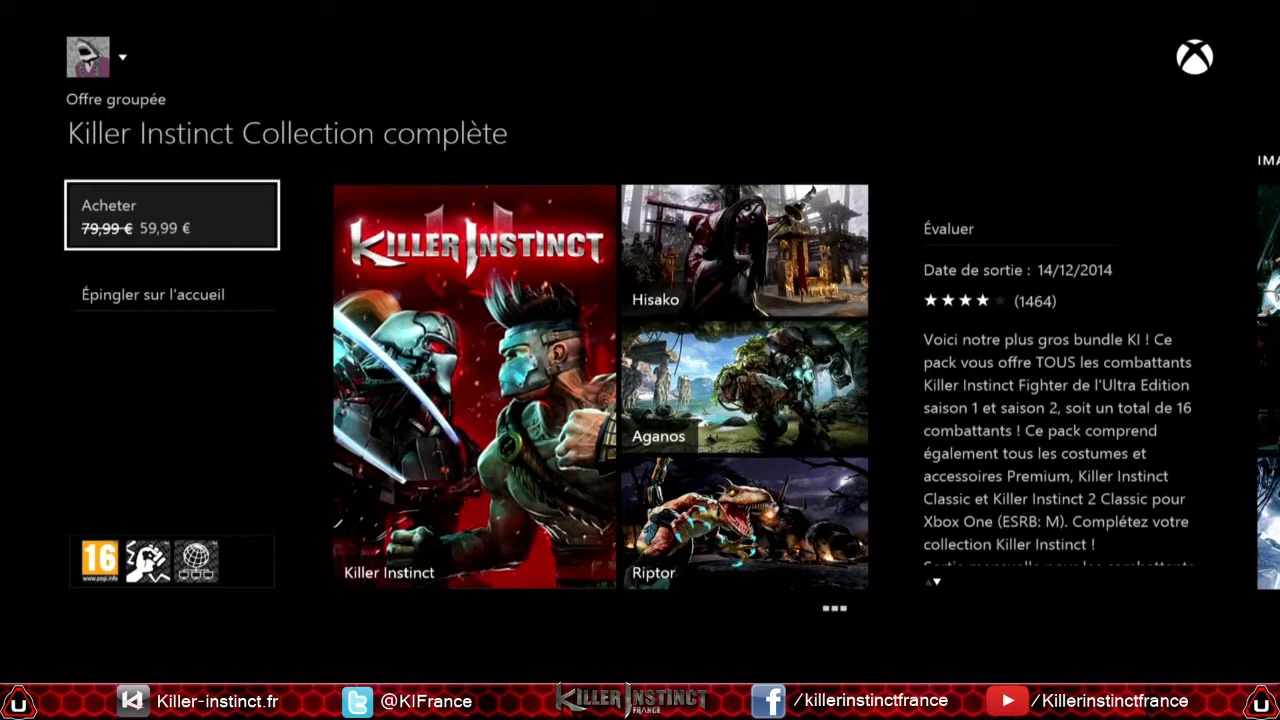 Offre groupée
Killer Instinct Collection complète
IMA
Acheter
79,99 € 59,99 €
Épingler sur l'accueil
16
www.pegi.info
KILLER INSTINCT
Killer Instinct
Hisako
Aganos
Riptor
Évaluer
Date de sortie : 14/12/2014
(1464)
Voici notre plus gros bundle KI ! Ce
pack vous offre TOUS les combattants
Killer Instinct Fighter de l'Ultra Edition
saison 1 et saison 2, soit un total de 16
combattants ! Ce pack comprend
également tous les costumes et
accessoires Premium, Killer Instinct
Classic et Killer Instinct 2 Classic pour
Xbox One (ESRB: M). Complétez votre
collection Killer Instinct !
Killer-instinct.fr
@KIFrance
KILLER INSTINCT
FRANCE
/killerinstinctfrance
/Killerinstinctfrance